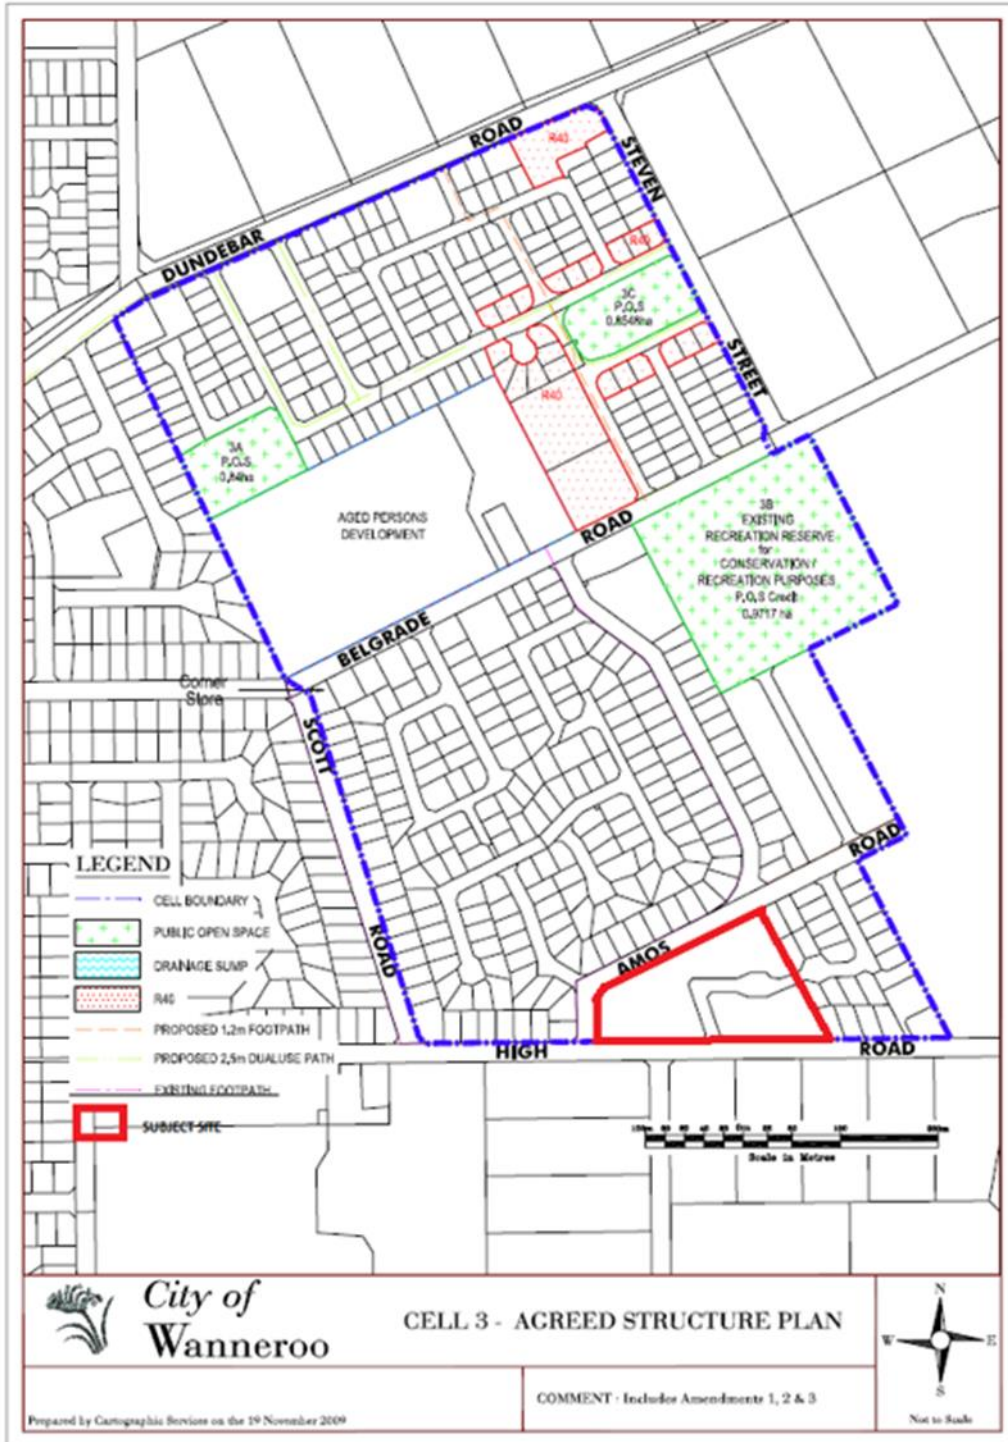 ROAD
DUNDEBAR
STEVEN
STREET
R40
R40
3C
P.O.S
0.8548ha
R40
3A
P.O.S
0.84ha
AGED PERSONS
DEVELOPMENT
ROAD
BELGRADE
3B
EXISTING
RECREATION RESERVE
for
CONSERVATION /
RECREATION PURPOSES
P.O.S Credit
0.9717 ha
Corner
Store
SCOTT
ROAD
AMOS
ROAD
HIGH
ROAD
LEGEND
CELL BOUNDARY
PUBLIC OPEN SPACE
DRAINAGE SUMP
R40
PROPOSED 1.2m FOOTPATH
PROPOSED 2.5m DUALUSE PATH
EXISTING FOOTPATH
SUBJECT SITE
Scale in Metres
City of
Wanneroo
CELL 3 - AGREED STRUCTURE PLAN
COMMENT : Includes Amendments 1, 2 & 3
Prepared by Cartographic Services on the 19 November 2009
N
W
E
S
Not to Scale